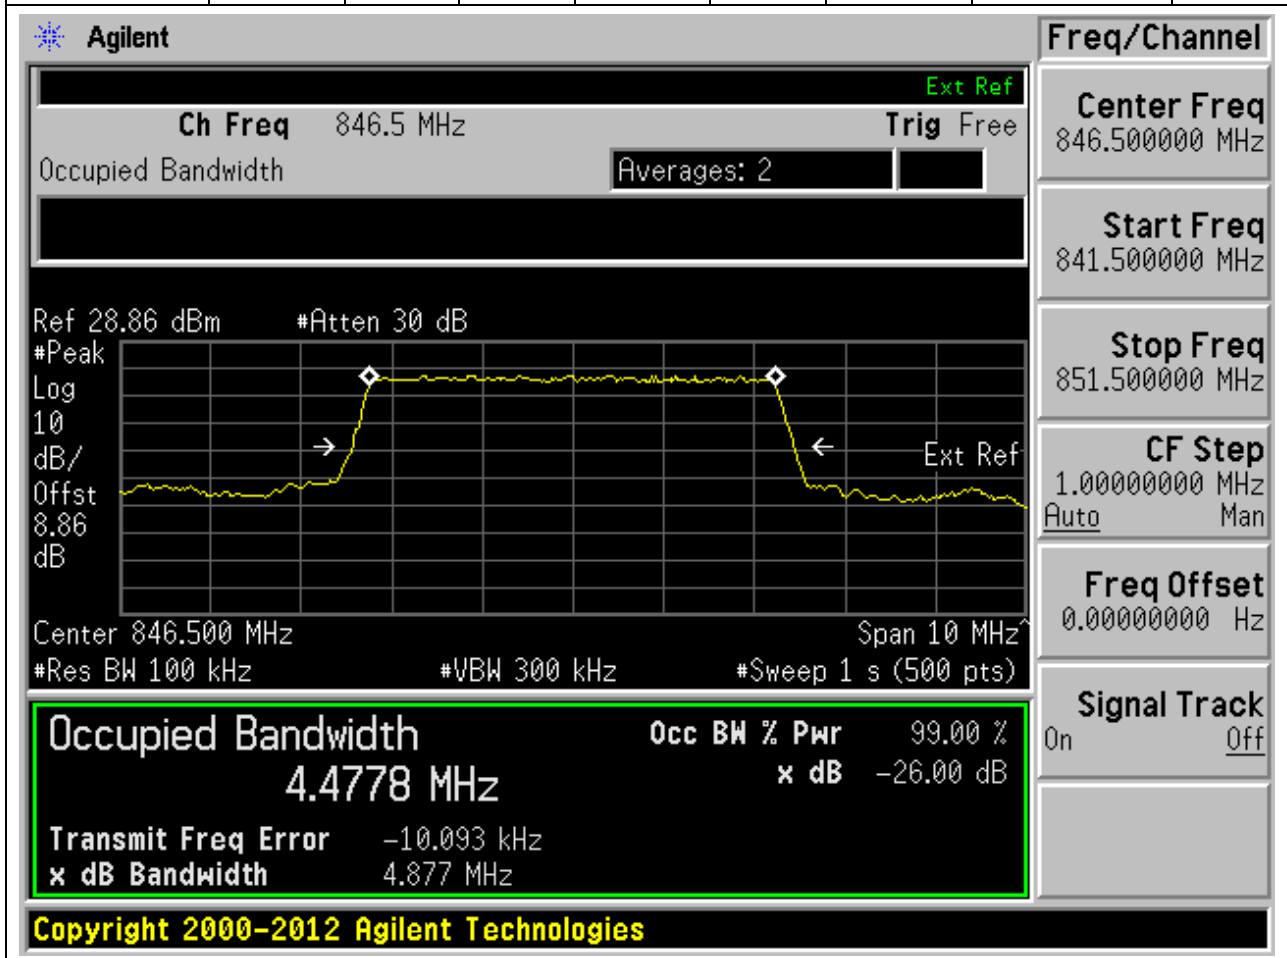 Agilent
Freq/Channel
Ext Ref
Ch Freq 846.5 MHz Trig Free
Occupied Bandwidth Averages: 2
Center Freq
846.500000 MHz
Start Freq
841.500000 MHz
Stop Freq
851.500000 MHz
CF Step
1.00000000 MHz
Auto Man
Freq Offset
0.00000000 Hz
Signal Track
On Off
Ref 28.86 dBm #Atten 30 dB
#Peak
Log
10
dB/
Offst
8.86
dB
Ext Ref
Center 846.500 MHz Span 10 MHz^
#Res BW 100 kHz #VBW 300 kHz #Sweep 1 s (500 pts)
Occupied Bandwidth Occ BW % Pwr 99.00 %
4.4778 MHz x dB -26.00 dB
Transmit Freq Error -10.093 kHz
x dB Bandwidth 4.877 MHz
Copyright 2000-2012 Agilent Technologies